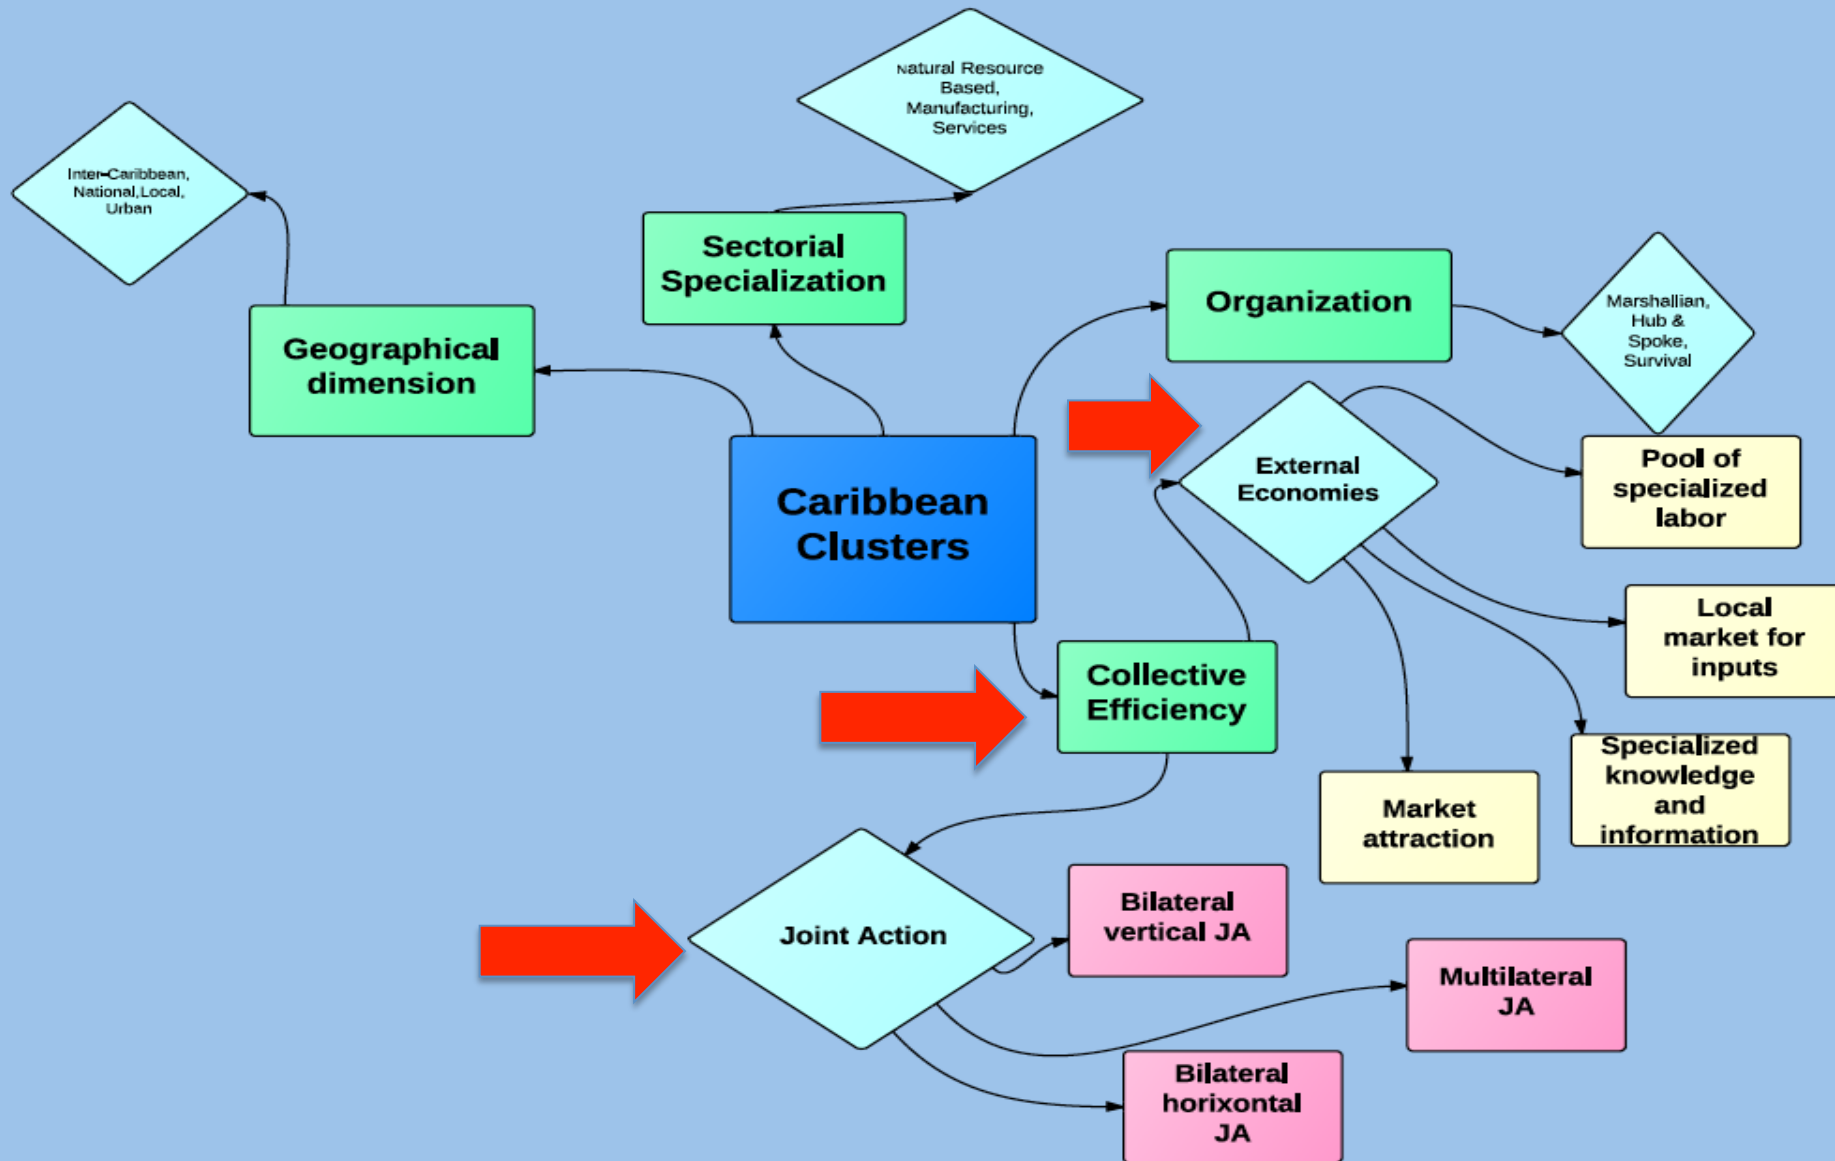 Natural Resource
Based,
Manufacturing,
Services
Inter-Caribbean,
National,Local,
Urban
Sectorial
Specialization
Organization
Marshallian,
Hub &
Spoke,
Survival
Geographical
dimension
External
Economies
Pool of
specialized
labor
Caribbean
Clusters
Local
market for
inputs
Collective
Efficiency
Specialized
knowledge
and
information
Market
attraction
Joint Action
Bilateral
vertical JA
Multilateral
JA
Bilateral
horixontal
JA